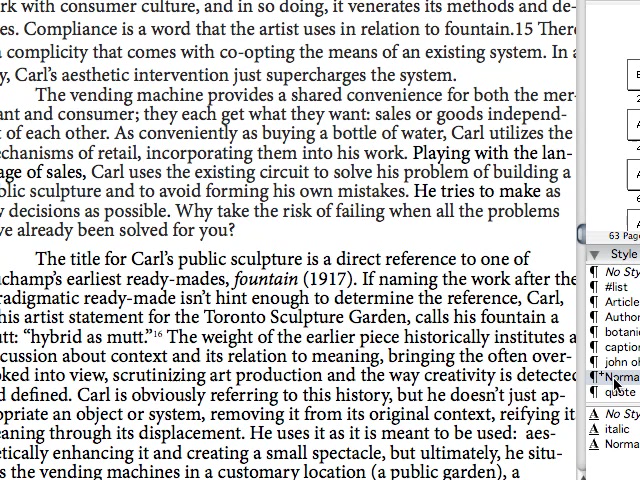 rk with consumer culture, and in so doing, it venerates its methods and de-
es. Compliance is a word that the artist uses in relation to fountain.15 There
complicity that comes with co-opting the means of an existing system. In a
y, Carl's aesthetic intervention just supercharges the system.
The vending machine provides a shared convenience for both the mer-
ant and consumer; they each get what they want: sales or goods independ-
t of each other. As conveniently as buying a bottle of water, Carl utilizes the
echanisms of retail, incorporating them into his work. Playing with the lan-
age of sales, Carl uses the existing circuit to solve his problem of building a
blic sculpture and to avoid forming his own mistakes. He tries to make as
w decisions as possible. Why take the risk of failing when all the problems
ve already been solved for you?
The title for Carl's public sculpture is a direct reference to one of
uchamp's earliest ready-mades, fountain (1917). If naming the work after the
radigmatic ready-made isn't hint enough to determine the reference, Carl,
his artist statement for the Toronto Sculpture Garden, calls his fountain a
utt: "hybrid as mutt."16 The weight of the earlier piece historically institutes a
cussion about context and its relation to meaning, bringing the often over-
oked into view, scrutinizing art production and the way creativity is detected
d defined. Carl is obviously referring to this history, but he doesn't just ap-
opriate an object or system, removing it from its original context, reifying it
eaning through its displacement. He uses it as it is meant to be used: aes-
etically enhancing it and creating a small spectacle, but ultimately, he situ-
s the vending machines in a customary location (a public garden), a
63 Page
Style
No Sty
#list
Article
Author
botani
caption
john ol
Norma
quote
No Sty
italic
Norma